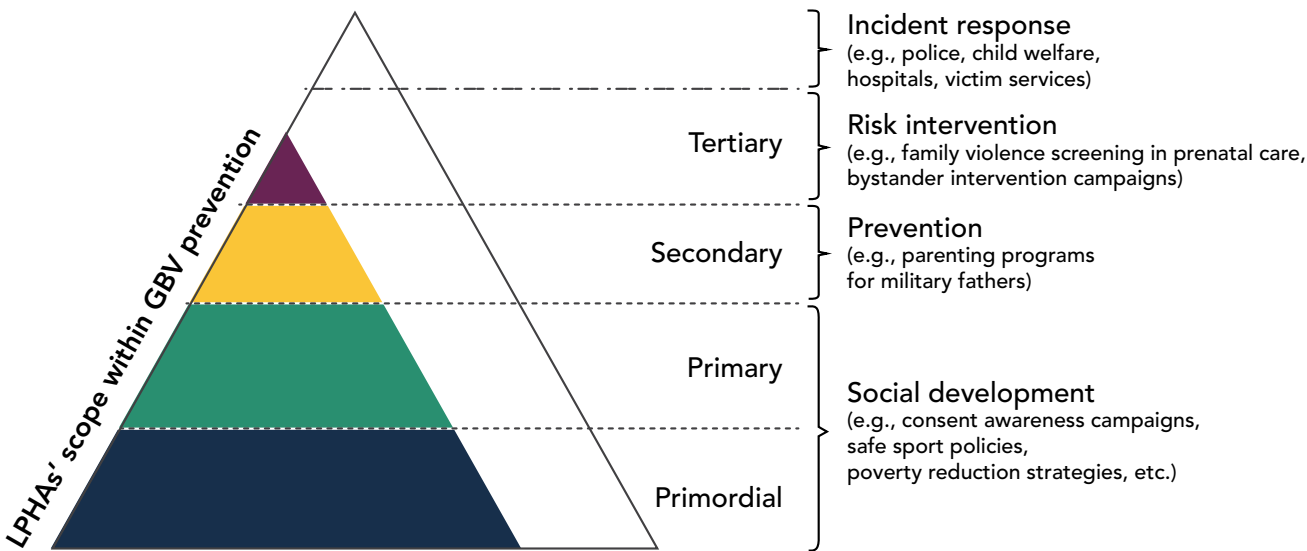 LPHAs' scope within GBV prevention
Incident response
(e.g., police, child welfare,
hospitals, victim services)
Tertiary
Risk intervention
(e.g., family violence screening in prenatal care,
bystander intervention campaigns)
Secondary
Prevention
(e.g., parenting programs
for military fathers)
Primary
Primordial
Social development
(e.g., consent awareness campaigns,
safe sport policies,
poverty reduction strategies, etc.)